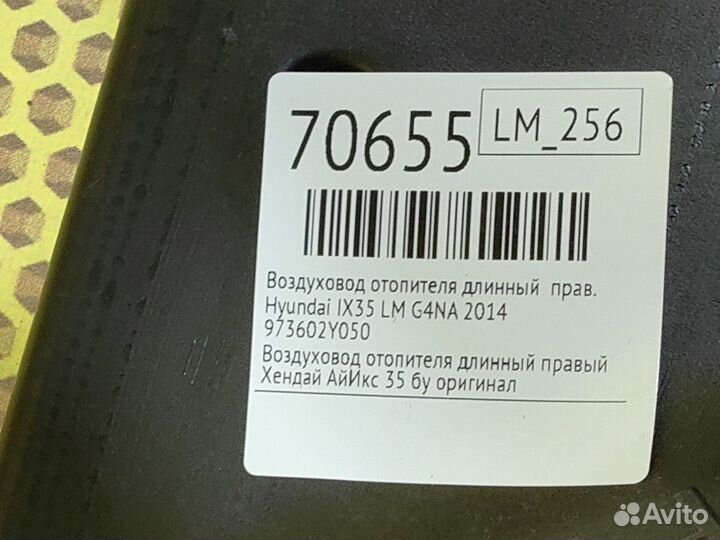 70655
LM_256
Воздуховод отопителя длинный прав.
Hyundai IX35 LM G4NA 2014
973602Y050
Воздуховод отопителя длинный правый
Хендай АйИкс 35 бу оригинал
Avito